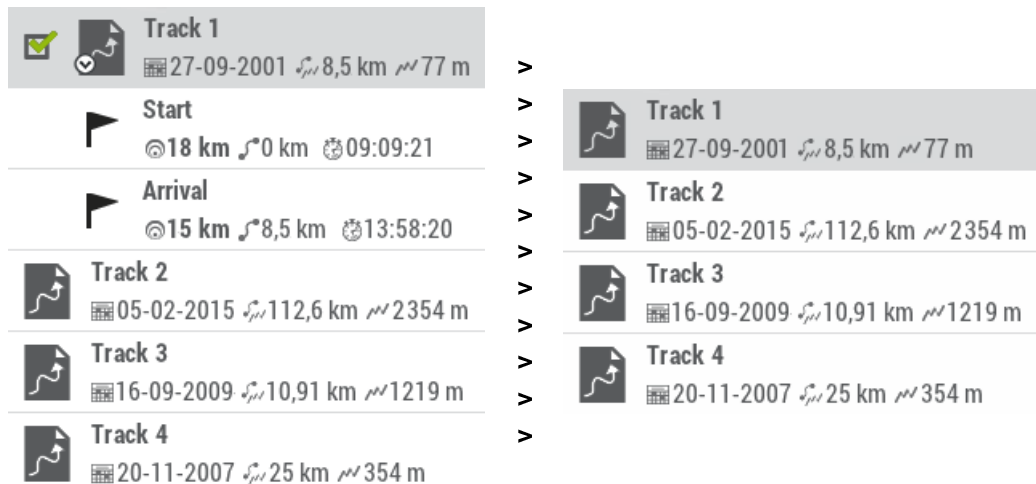 Track 1
27-09-2001 8,5 km 77 m
Start
18 km 0 km 09:09:21
Arrival
15 km 8,5 km 13:58:20
Track 2
05-02-2015 112,6 km 2354 m
Track 3
16-09-2009 10,91 km 1219 m
Track 4
20-11-2007 25 km 354 m
>
>
>
>
>
>
>
>
>
>
>
Track 1
27-09-2001 8,5 km 77 m
Track 2
05-02-2015 112,6 km 2354 m
Track 3
16-09-2009 10,91 km 1219 m
Track 4
20-11-2007 25 km 354 m